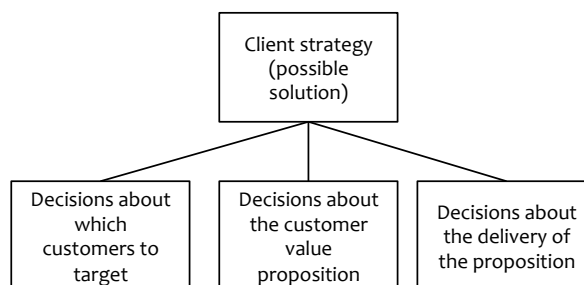 Client strategy
(possible
solution)
Decisions about
which
customers to
target
Decisions about
the customer
value
proposition
Decisions about
the delivery of
the proposition